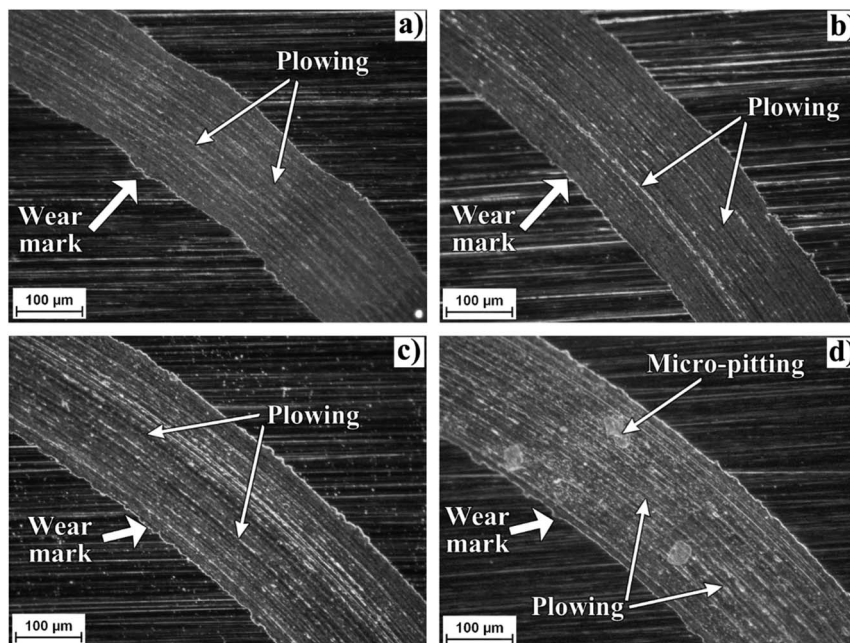 a)
Plowing
Wear
mark
100 µm
b)
Plowing
Wear
mark
100 µm
c)
Plowing
Wear
mark
100 µm
d)
Micro-pitting
Wear
mark
Plowing
100 µm